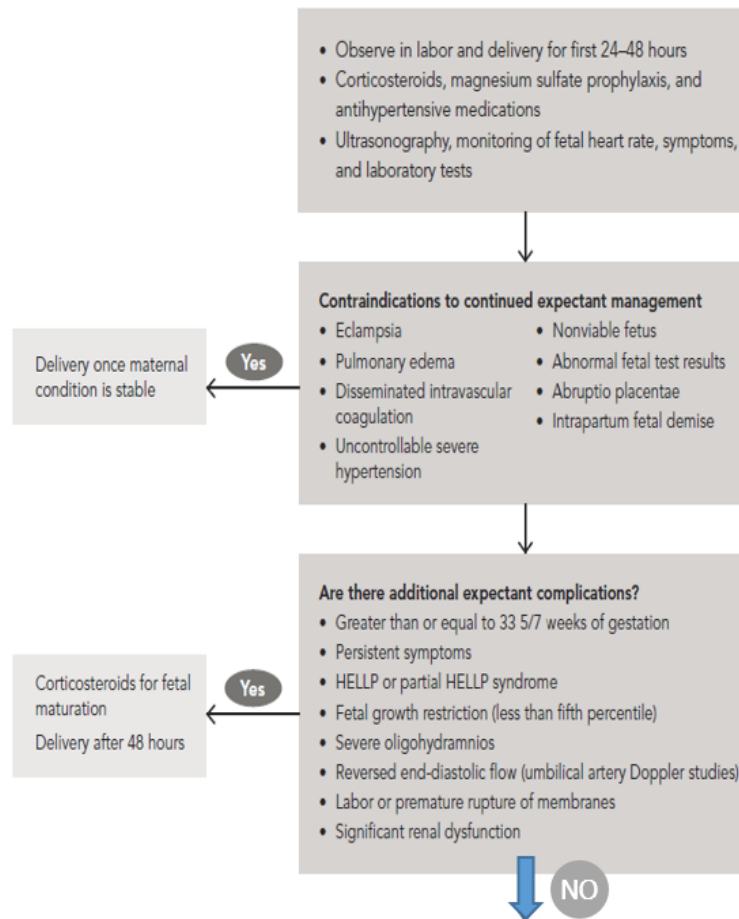 • Observe in labor and delivery for first 24–48 hours
• Corticosteroids, magnesium sulfate prophylaxis, and
antihypertensive medications
• Ultrasonography, monitoring of fetal heart rate, symptoms,
and laboratory tests
Contraindications to continued expectant management
• Eclampsia
• Pulmonary edema
• Disseminated intravascular
coagulation
• Uncontrollable severe
hypertension
• Nonviable fetus
• Abnormal fetal test results
• Abruptio placentae
• Intrapartum fetal demise
Yes
Delivery once maternal
condition is stable
Are there additional expectant complications?
• Greater than or equal to 33 5/7 weeks of gestation
• Persistent symptoms
• HELLP or partial HELLP syndrome
• Fetal growth restriction (less than fifth percentile)
• Severe oligohydramnios
• Reversed end-diastolic flow (umbilical artery Doppler studies)
• Labor or premature rupture of membranes
• Significant renal dysfunction
Yes
Corticosteroids for fetal
maturation
Delivery after 48 hours
NO